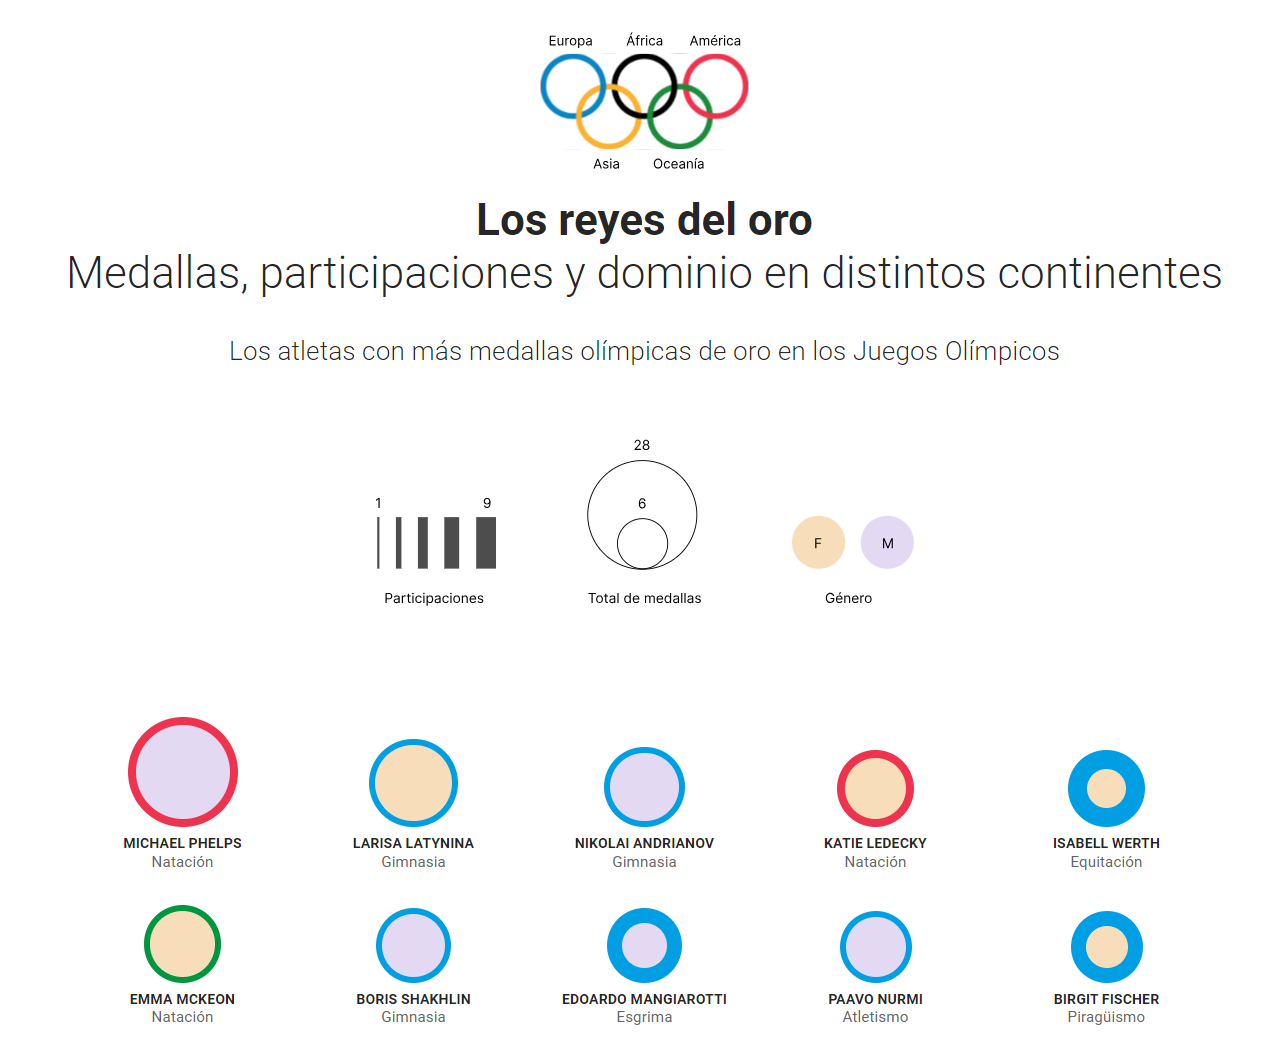 Europa África América
Asia Oceanía
Los reyes del oro
Medallas, participaciones y dominio en distintos continentes
Los atletas con más medallas olímpicas de oro en los Juegos Olímpicos
28
1 9 6
F M
Participaciones Total de medallas Género
MICHAEL PHELPS LARISA LATYNINA NIKOLAI ANDRIANOV KATIE LEDECKY ISABELL WERTH
Natación Gimnasia Gimnasia Natación Equitación
EMMA MCKEON BORIS SHAKHLIN EDOARDO MANGIAROTTI PAAVO NURMI BIRGIT FISCHER
Natación Gimnasia Esgrima Atletismo Piragüismo